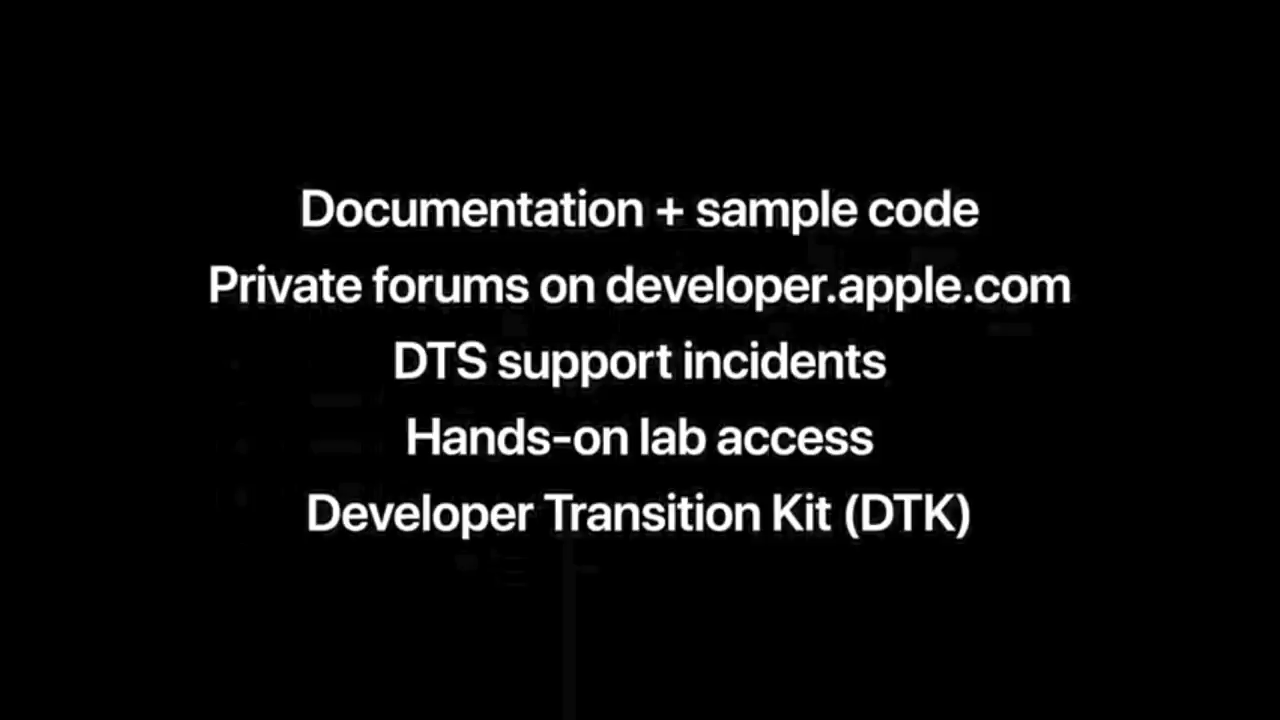 Documentation + sample code
Private forums on developer.apple.com
DTS support incidents
Hands-on lab access
Developer Transition Kit (DTK)